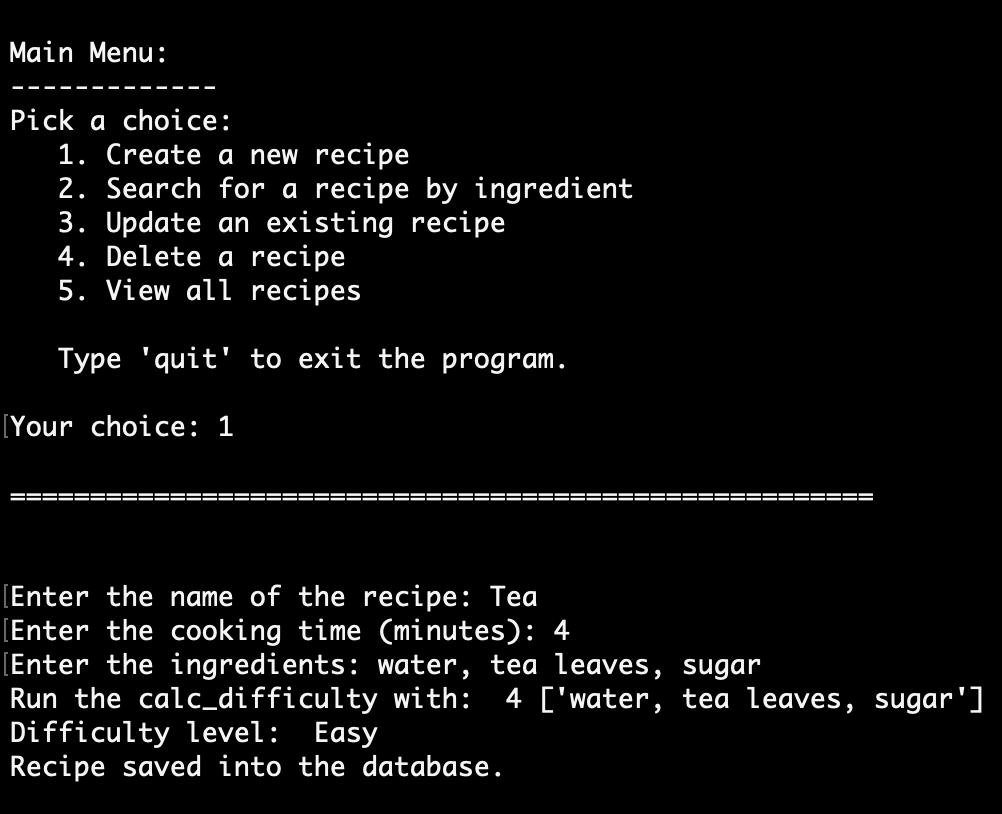 Main Menu:
-------------
Pick a choice:
   1. Create a new recipe
   2. Search for a recipe by ingredient
   3. Update an existing recipe
   4. Delete a recipe
   5. View all recipes
   Type 'quit' to exit the program.
Your choice: 1
======================================================
Enter the name of the recipe: Tea
Enter the cooking time (minutes): 4
Enter the ingredients: water, tea leaves, sugar
Run the calc_difficulty with:  4 ['water, tea leaves, sugar']
Difficulty level:  Easy
Recipe saved into the database.